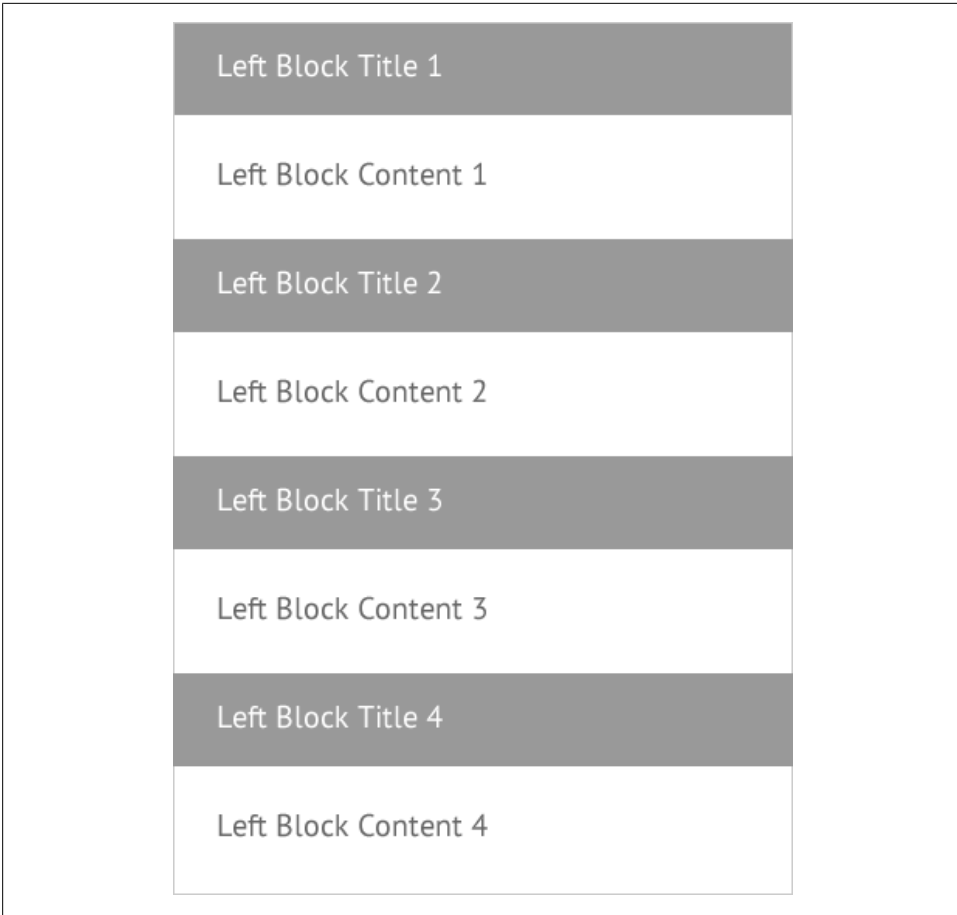 Left Block Title 1
Left Block Content 1
Left Block Title 2
Left Block Content 2
Left Block Title 3
Left Block Content 3
Left Block Title 4
Left Block Content 4